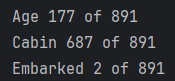 Age 177 of 891
Cabin 687 of 891
Embarked 2 of 891